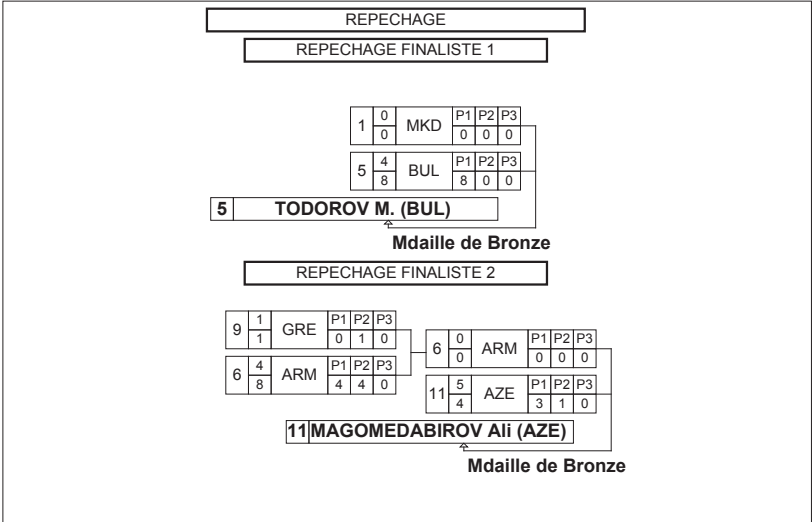 REPECHAGE
REPECHAGE FINALISTE 1
1 0 MKD P1 P2 P3
0 0 0 0
5 4 BUL P1 P2 P3
8 8 0 0
5 TODOROV M. (BUL)
Mdaille de Bronze
REPECHAGE FINALISTE 2
9 1 GRE P1 P2 P3
1 0 1 0
6 0 ARM P1 P2 P3
0 0 0 0
6 4 ARM P1 P2 P3
8 4 4 0
11 5 AZE P1 P2 P3
4 3 1 0
11 MAGOMEDABIROV Ali (AZE)
Mdaille de Bronze